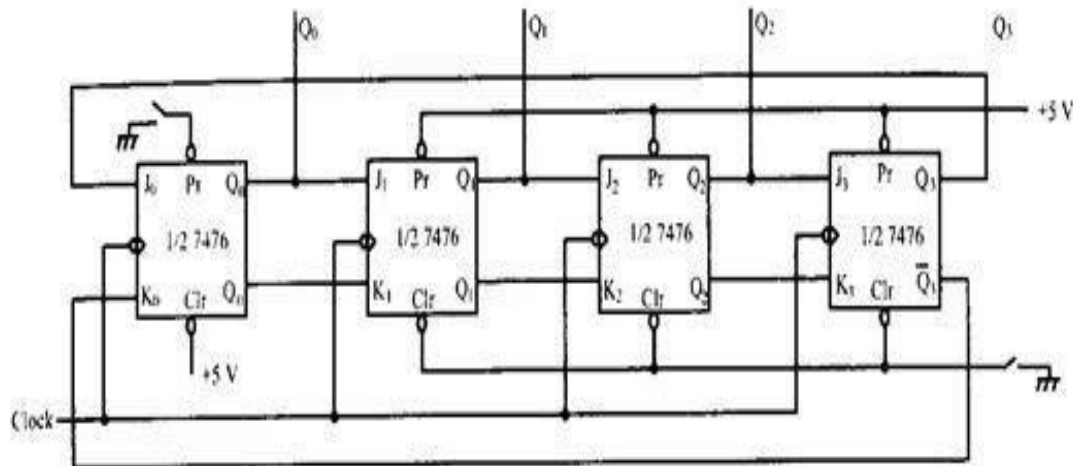 Q₀ Q₁ Q₂ Q₃
+5 V
J₀ Pr Q₀ J₁ Pr Q₁ J₂ Pr Q₂ J₃ Pr Q₃
1/2 7476 1/2 7476 1/2 7476 1/2 7476
K₀ Clr Q₀ K₁ Clr Q₁ K₂ Clr Q₂ K₃ Clr Q̅₃
+5 V
Clock